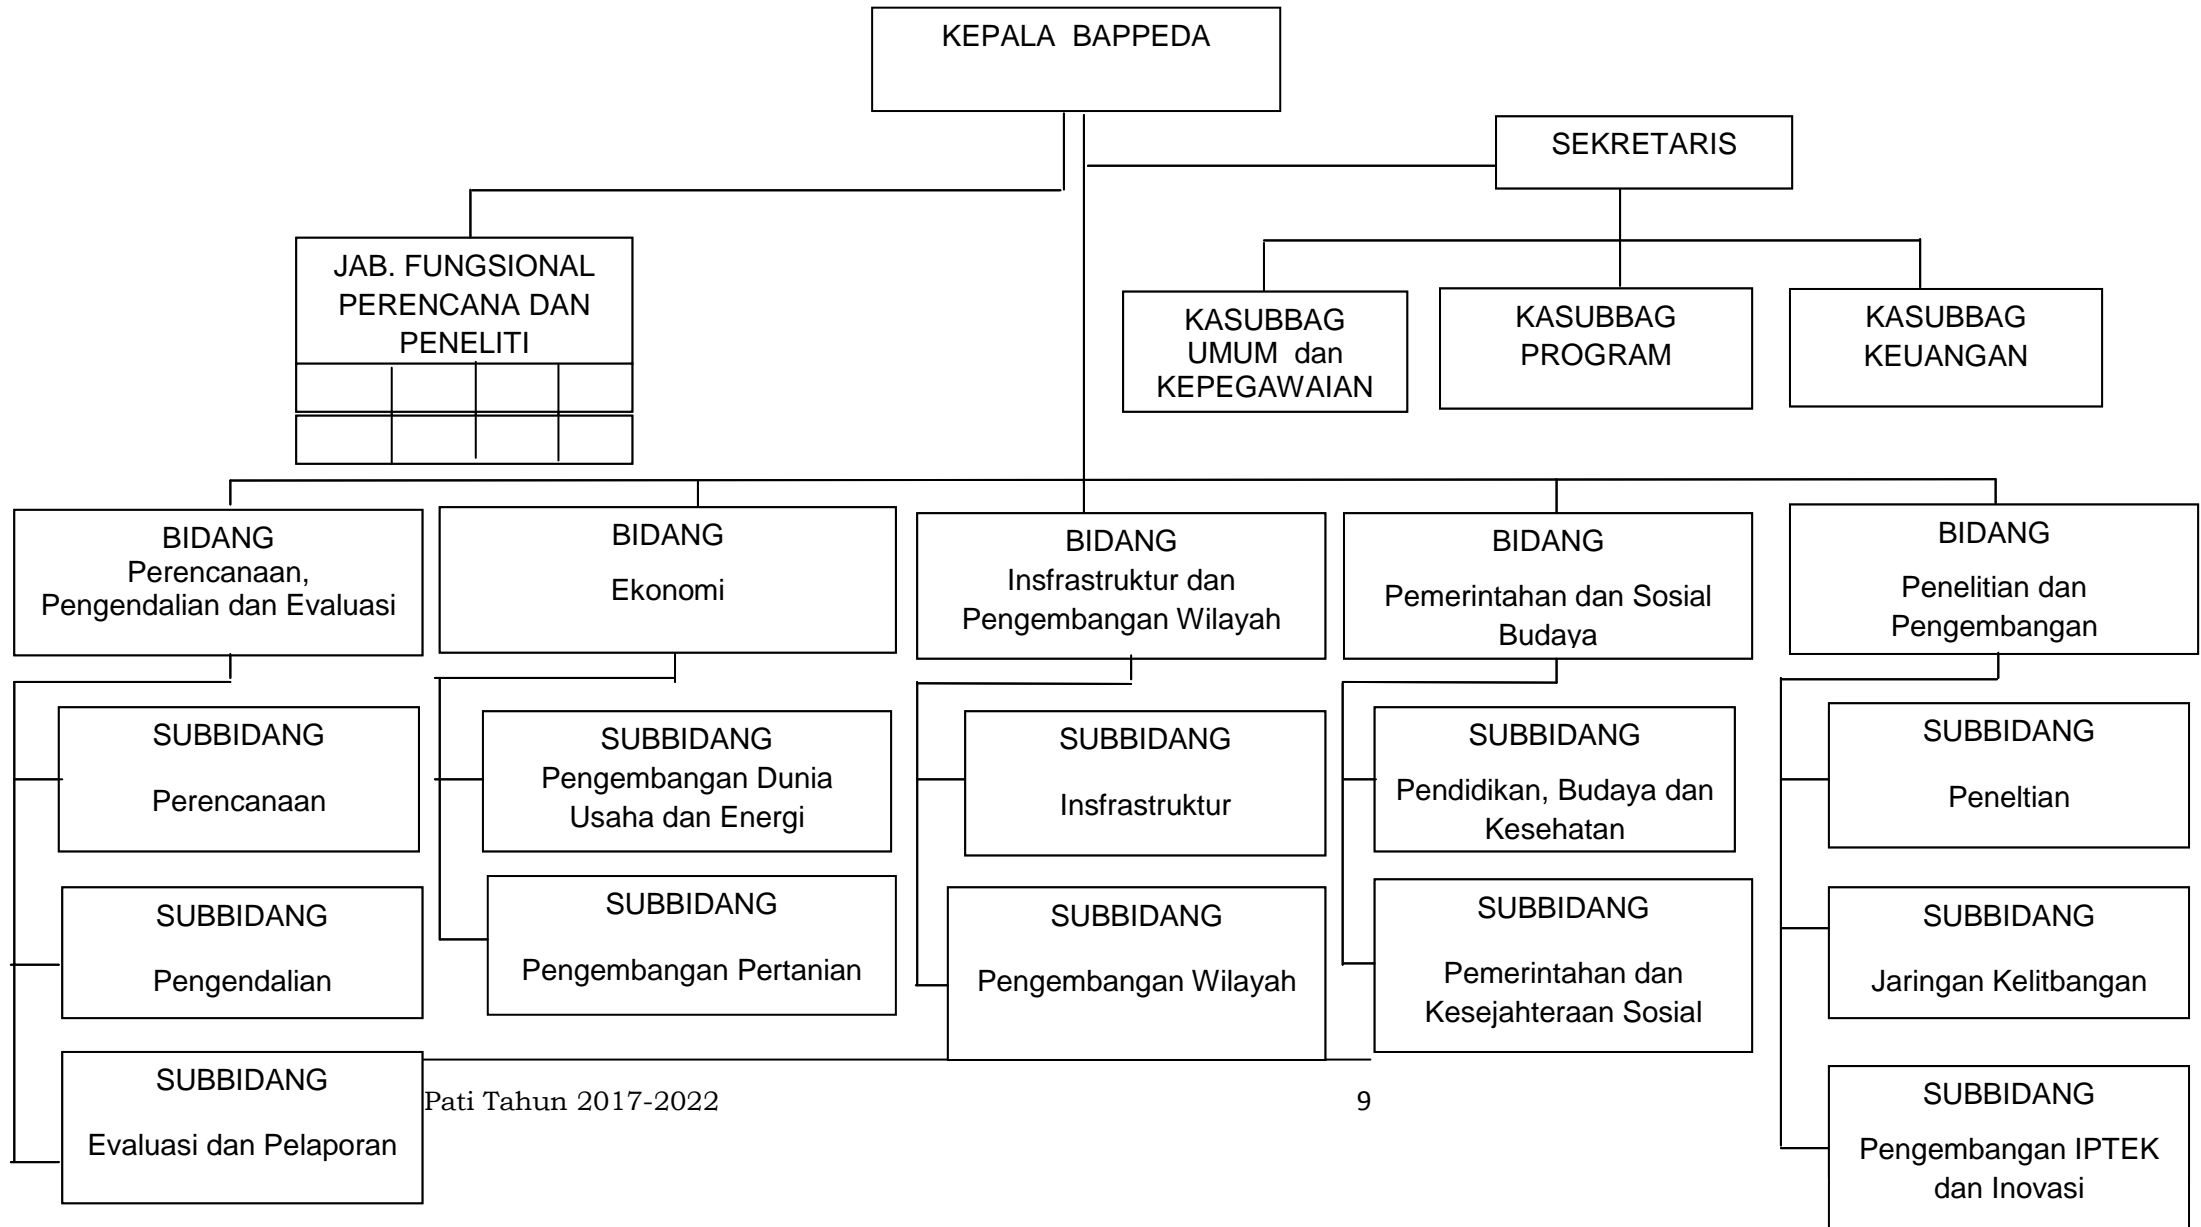 KEPALA BAPPEDA
SEKRETARIS
JAB. FUNGSIONAL
PERENCANA DAN
PENELITI
KASUBBAG
UMUM dan
KEPEGAWAIAN
KASUBBAG
PROGRAM
KASUBBAG
KEUANGAN
BIDANG
Perencanaan,
Pengendalian dan Evaluasi
BIDANG
Ekonomi
BIDANG
Insfrastruktur dan
Pengembangan Wilayah
BIDANG
Pemerintahan dan Sosial
Budaya
BIDANG
Penelitian dan
Pengembangan
SUBBIDANG
Perencanaan
SUBBIDANG
Pengembangan Dunia
Usaha dan Energi
SUBBIDANG
Insfrastruktur
SUBBIDANG
Pendidikan, Budaya dan
Kesehatan
SUBBIDANG
Peneltian
SUBBIDANG
Pengendalian
SUBBIDANG
Pengembangan Pertanian
SUBBIDANG
Pengembangan Wilayah
SUBBIDANG
Pemerintahan dan
Kesejahteraan Sosial
SUBBIDANG
Jaringan Kelitbangan
SUBBIDANG
Evaluasi dan Pelaporan
SUBBIDANG
Pengembangan IPTEK
dan Inovasi
Pati Tahun 2017-2022
9